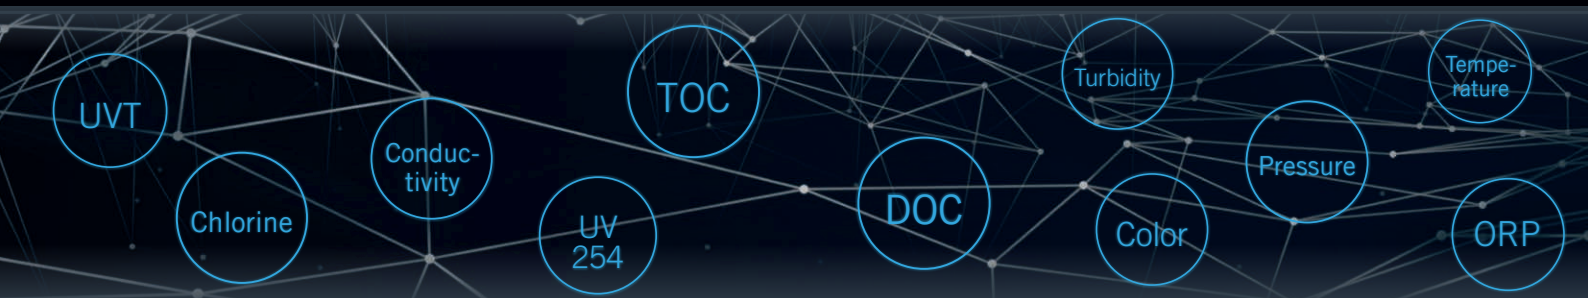 UVT
Chlorine
Conduc-
tivity
UV
254
TOC
DOC
Turbidity
Color
Pressure
Tempe-
rature
ORP